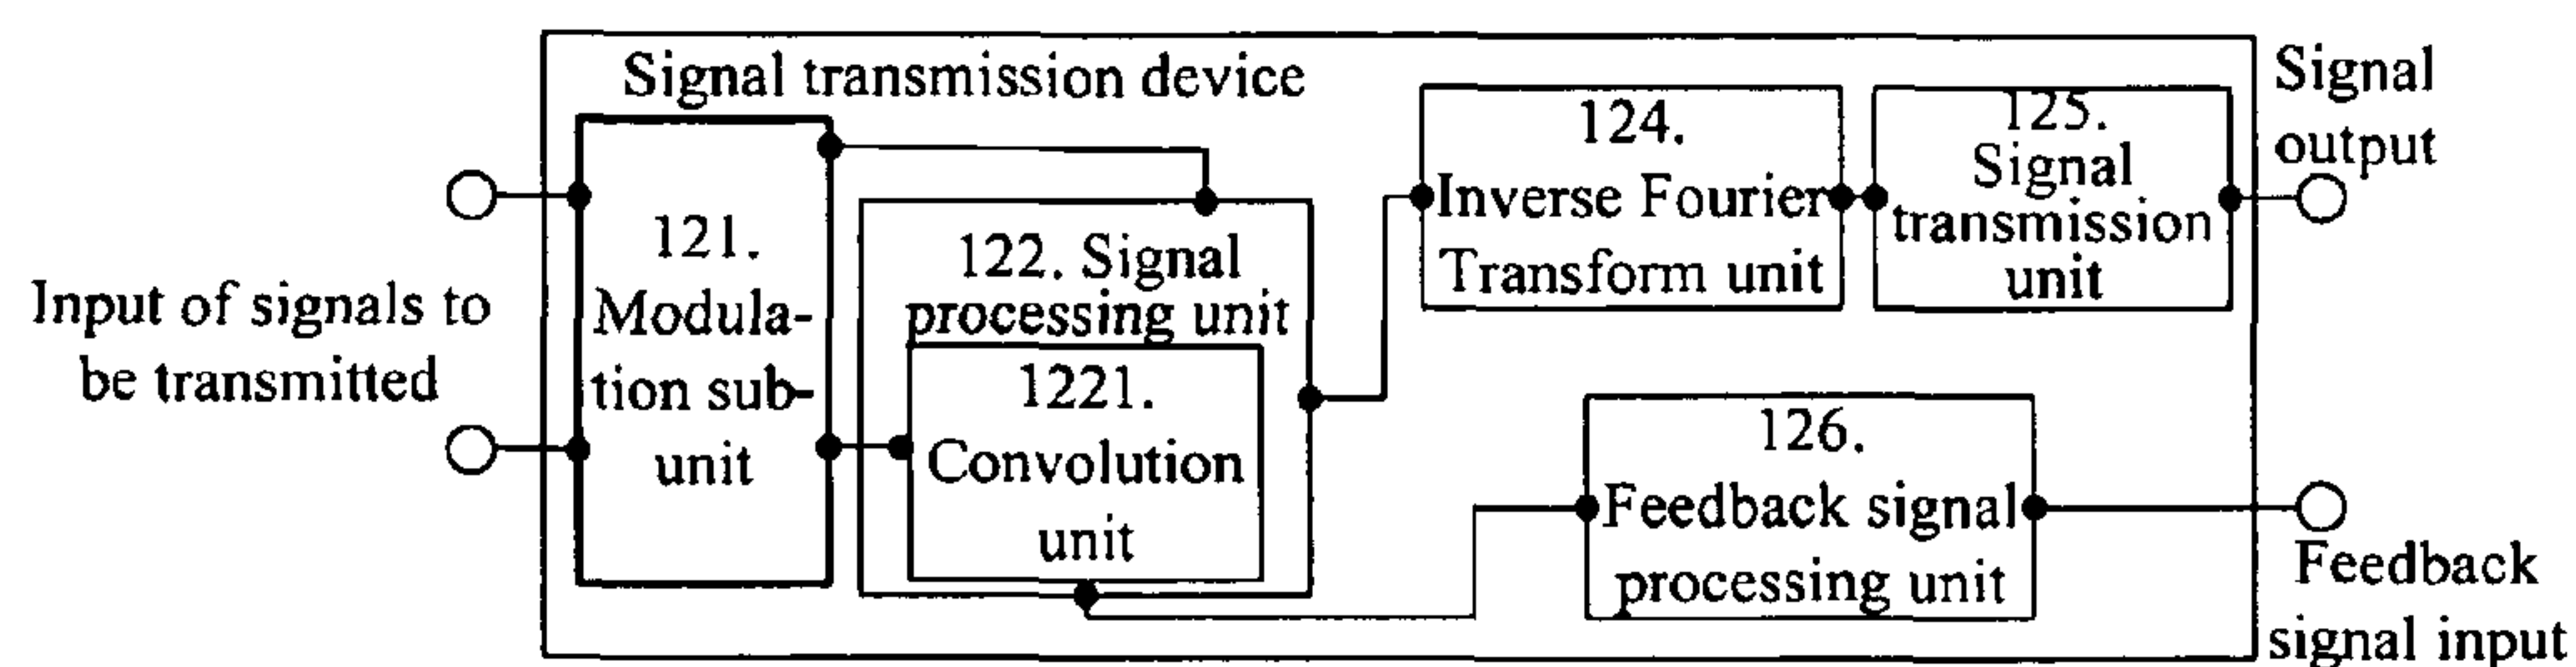 Signal transmission device
Input of signals to
be transmitted
121.
Modula-
tion sub-
unit
122. Signal
processing unit
1221.
Convolution
unit
124.
Inverse Fourier
Transform unit
125.
Signal
transmission
unit
Signal
output
126.
Feedback signal
processing unit
Feedback
signal input